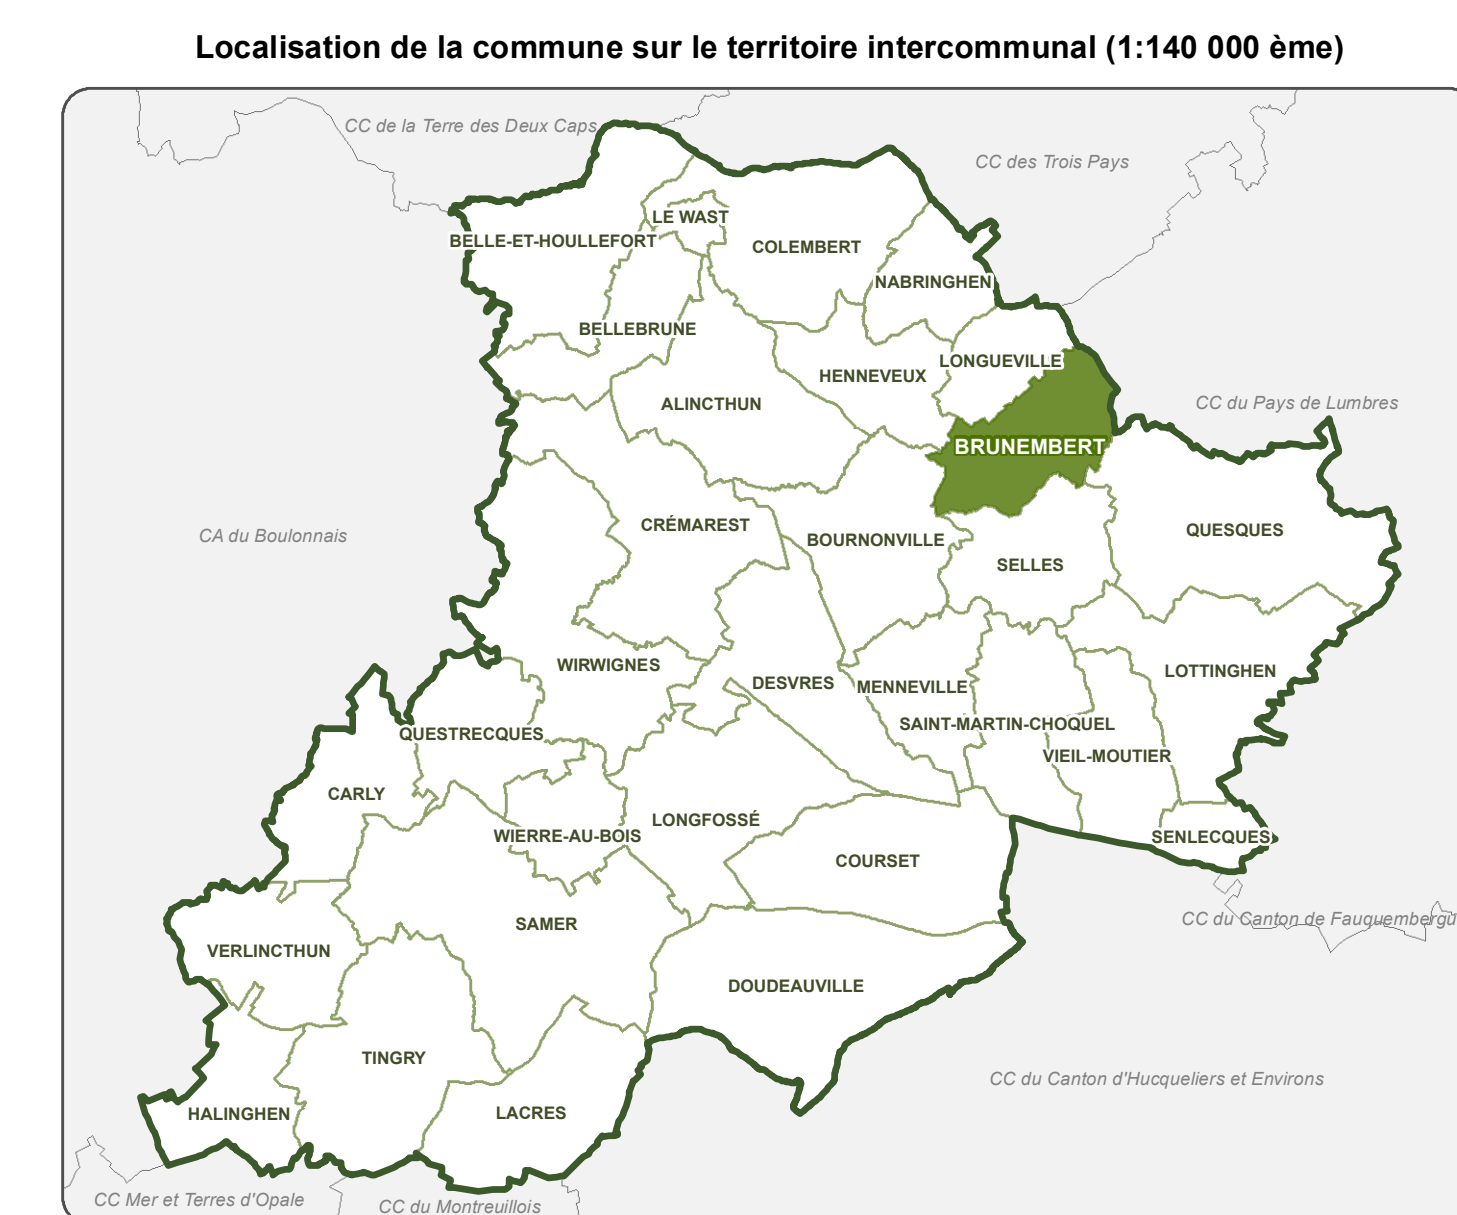 Localisation de la commune sur le territoire intercommunal (1:140 000 ème)
CC de la Terre des Deux Caps
CC des Trois Pays
LE WAST
BELLE-ET-HOULLEFORT
COLEMBERT
NABRINGHEN
BELLEBRUNE
LONGUEVILLE
HENNEVEUX
ALINCTHUN
CC du Pays de Lumbres
BRUNEMBERT
CRÉMAREST
QUESQUES
CA du Boulonnais
BOURNONVILLE
SELLES
WIRWIGNES
LOTTINGHEN
DESVRES
MENNEVILLE
SAINT-MARTIN-CHOQUEL
QUESTRECQUES
VIEIL-MOUTIER
CARLY
LONGFOSSÉ
WIERRE-AU-BOIS
SENLECQUES
COURSET
CC du Canton de Fauquembergu
SAMER
VERLINCTHUN
DOUDEAUVILLE
TINGRY
CC du Canton d'Hucqueliers et Environs
HALINGHEN
LACRES
CC Mer et Terres d'Opale
CC du Montreuillois